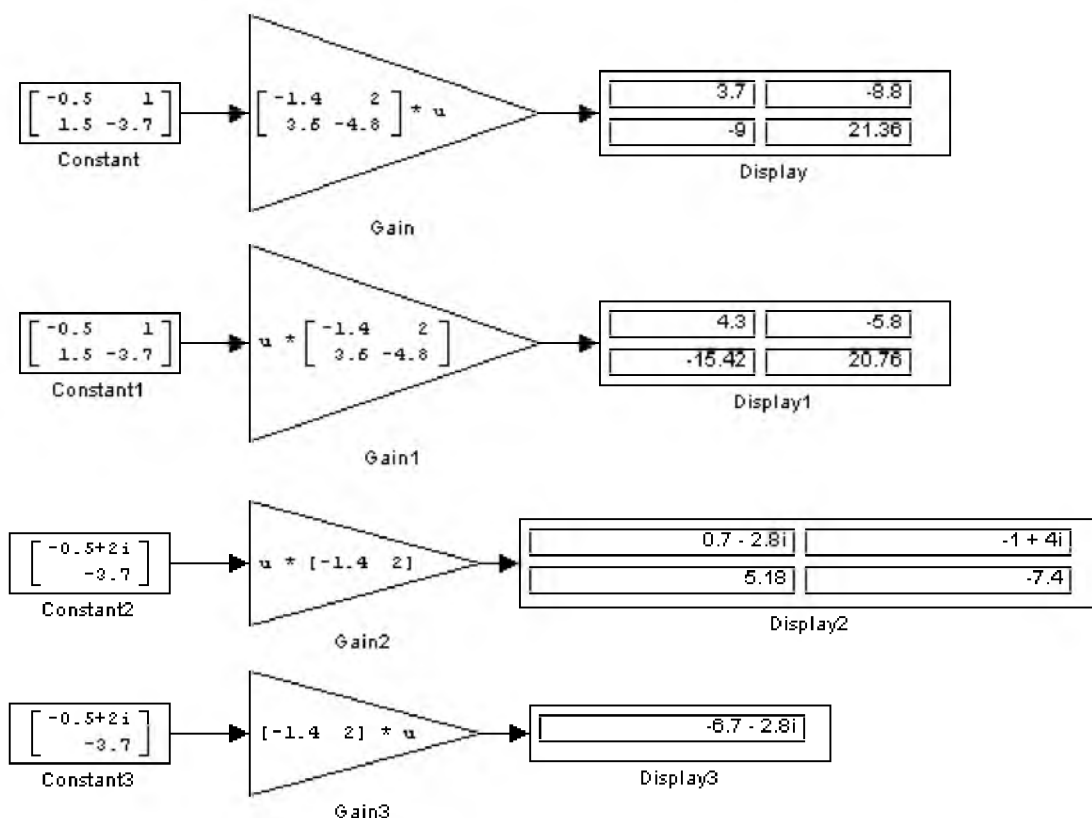 [-0.5 1
1.5 -3.7]
Constant
[-1.4 2
3.6 -4.8] * u
Gain
3.7 -8.8
-9 21.36
Display
[-0.5 1
1.5 -3.7]
Constant1
u * [-1.4 2
3.6 -4.8]
Gain1
4.3 -5.8
-15.42 20.76
Display1
[-0.5+2i
-3.7]
Constant2
u * [-1.4 2]
Gain2
0.7 - 2.8i -1 + 4i
5.18 -7.4
Display2
[-0.5+2i
-3.7]
Constant3
[-1.4 2] * u
Gain3
-6.7 - 2.8i
Display3